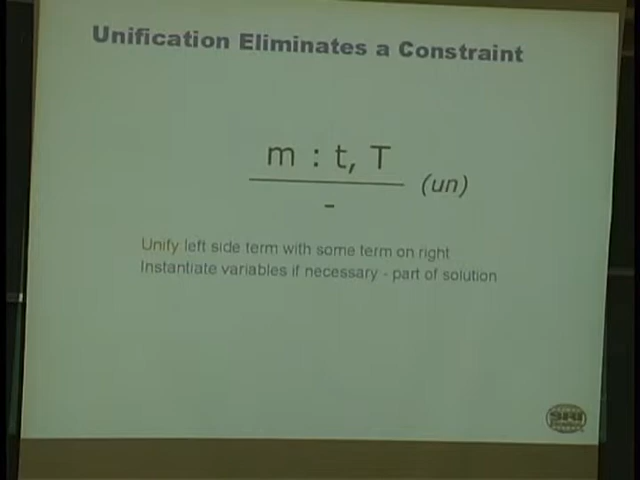 Unification Eliminates a Constraint
m : t, T
(un)
-
Unify left side term with some term on right
Instantiate variables if necessary - part of solution
SRI